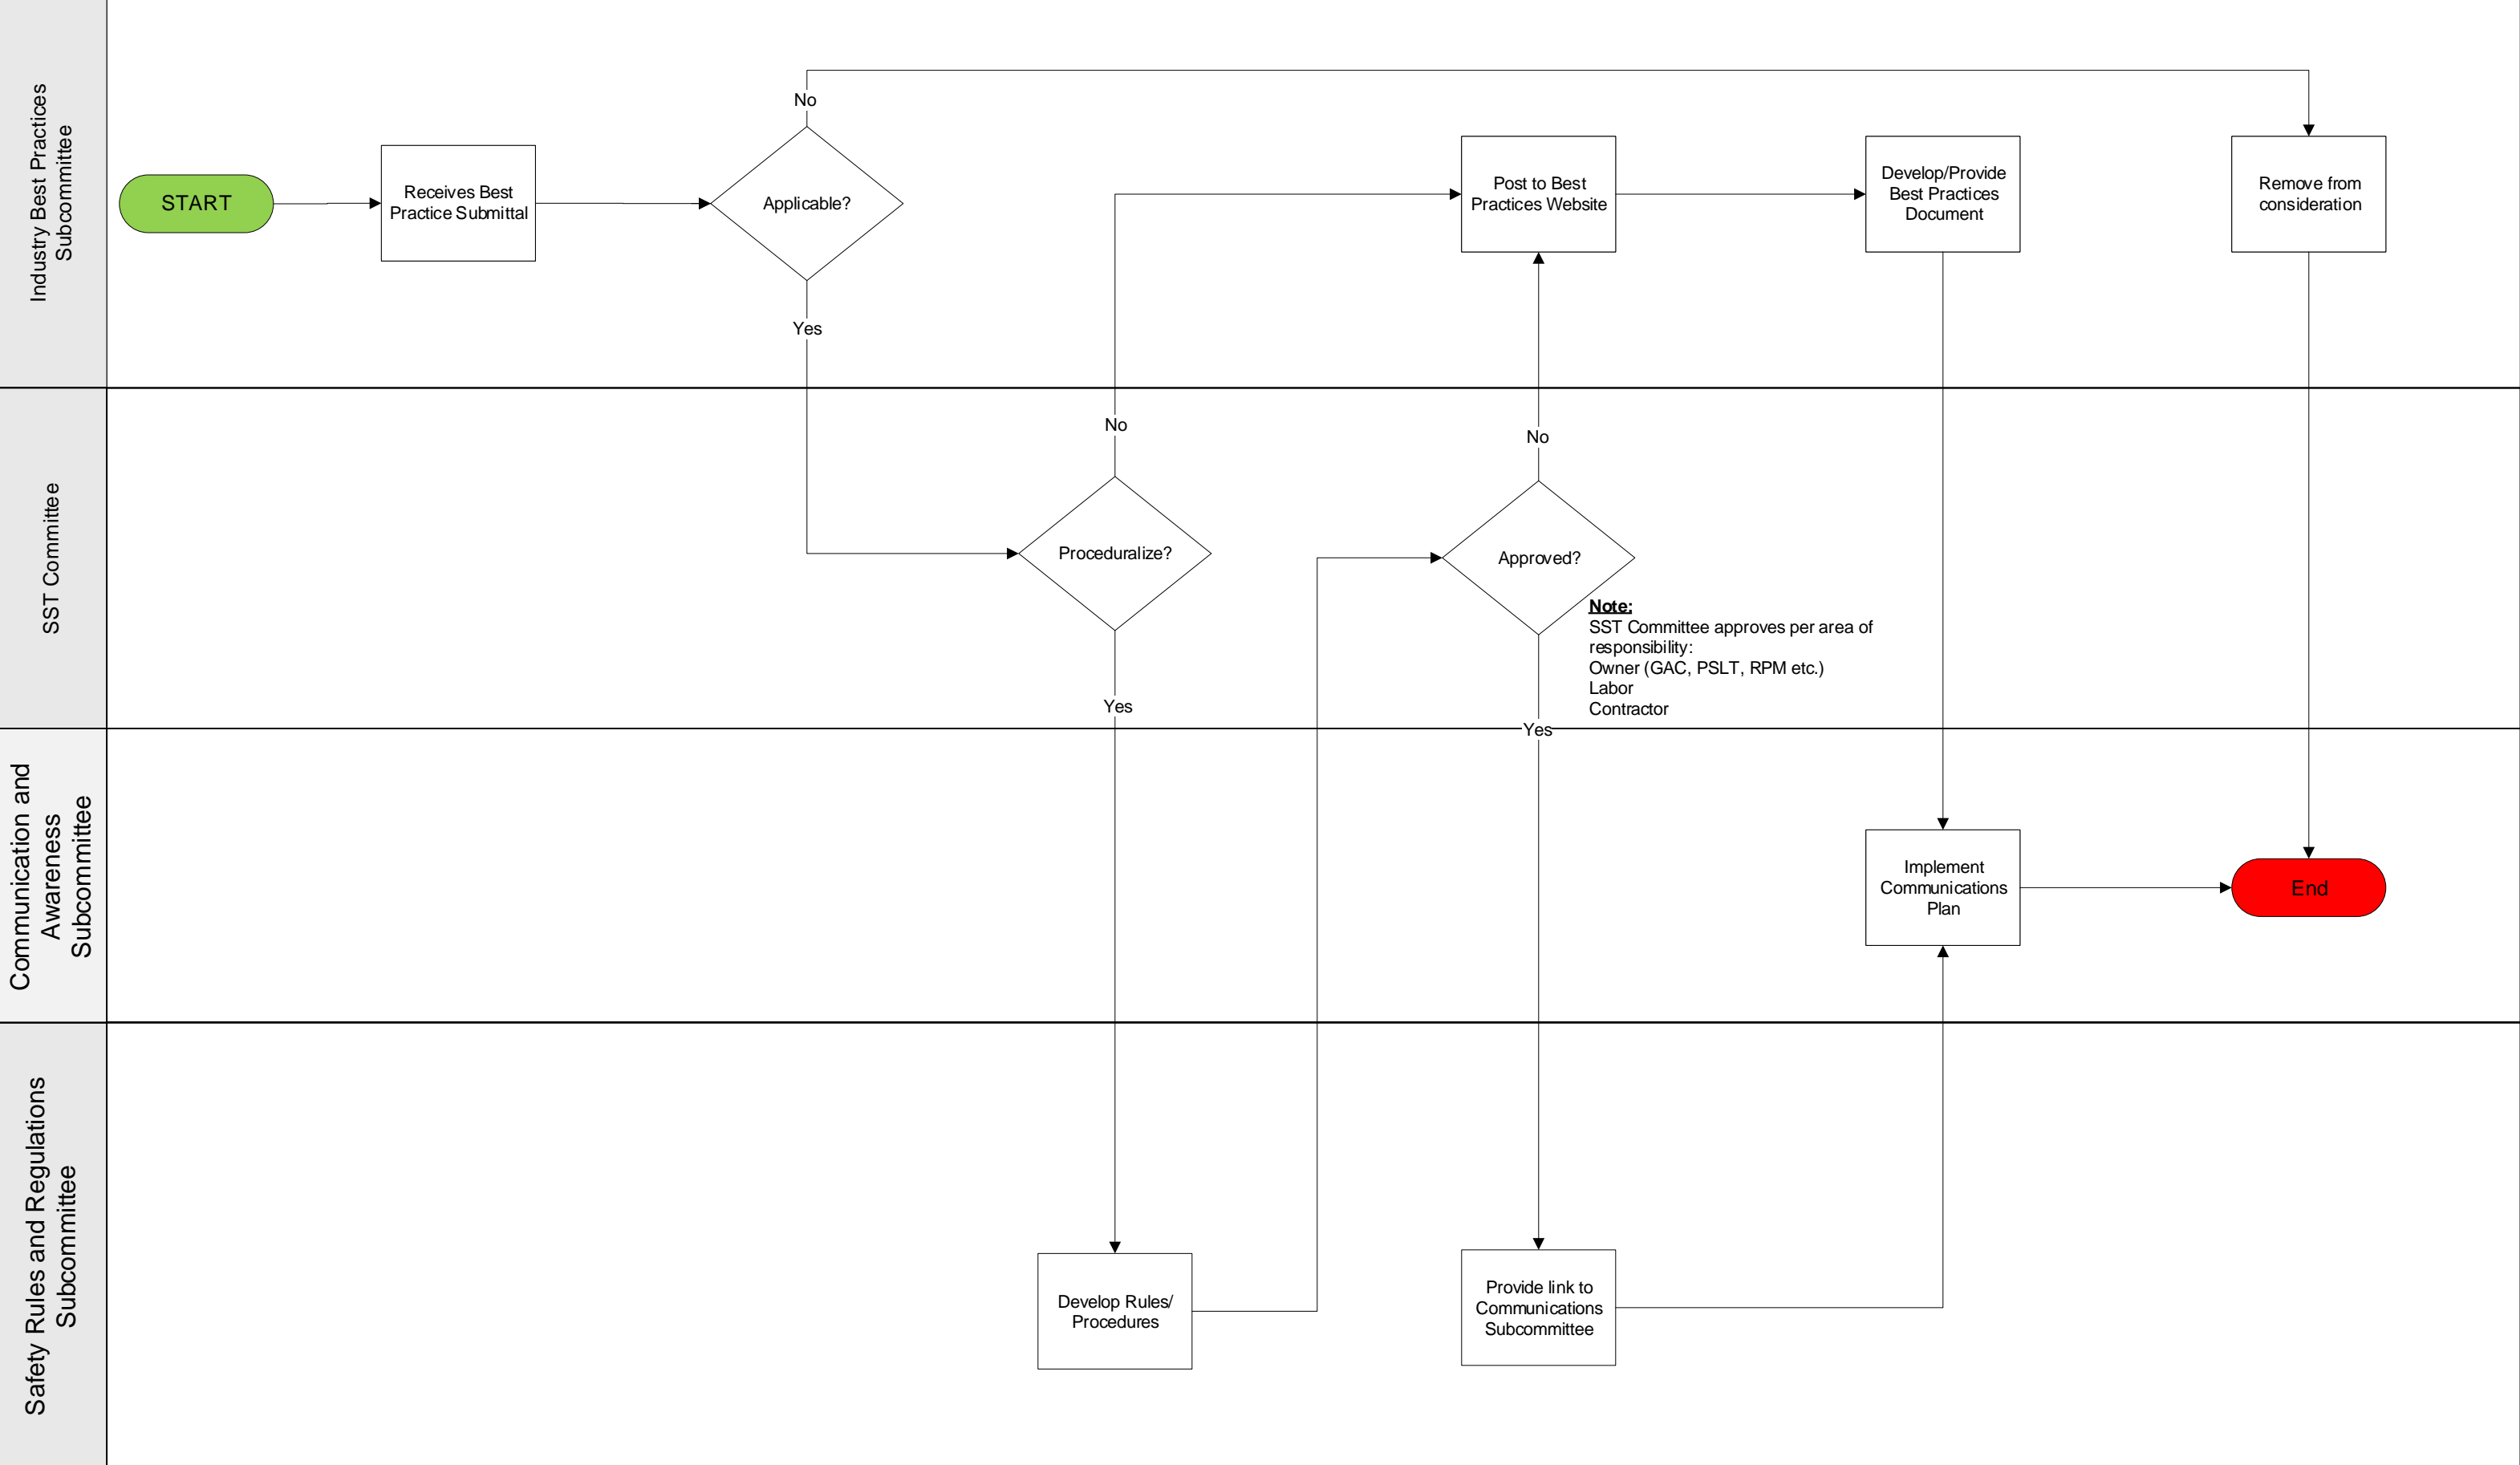 Industry Best Practices
Subcommittee
START
Receives Best
Practice Submittal
No
Applicable?
Yes
Post to Best
Practices Website
Develop/Provide
Best Practices
Document
Remove from
consideration
SST Committee
No
Proceduralize?
Yes
No
Approved?
Yes
Note:
SST Committee approves per area of
responsibility:
Owner (GAC, PSLT, RPM etc.)
Labor
Contractor
Communication and
Awareness
Subcommittee
Implement
Communications
Plan
End
Safety Rules and Regulations
Subcommittee
Develop Rules/
Procedures
Provide link to
Communications
Subcommittee